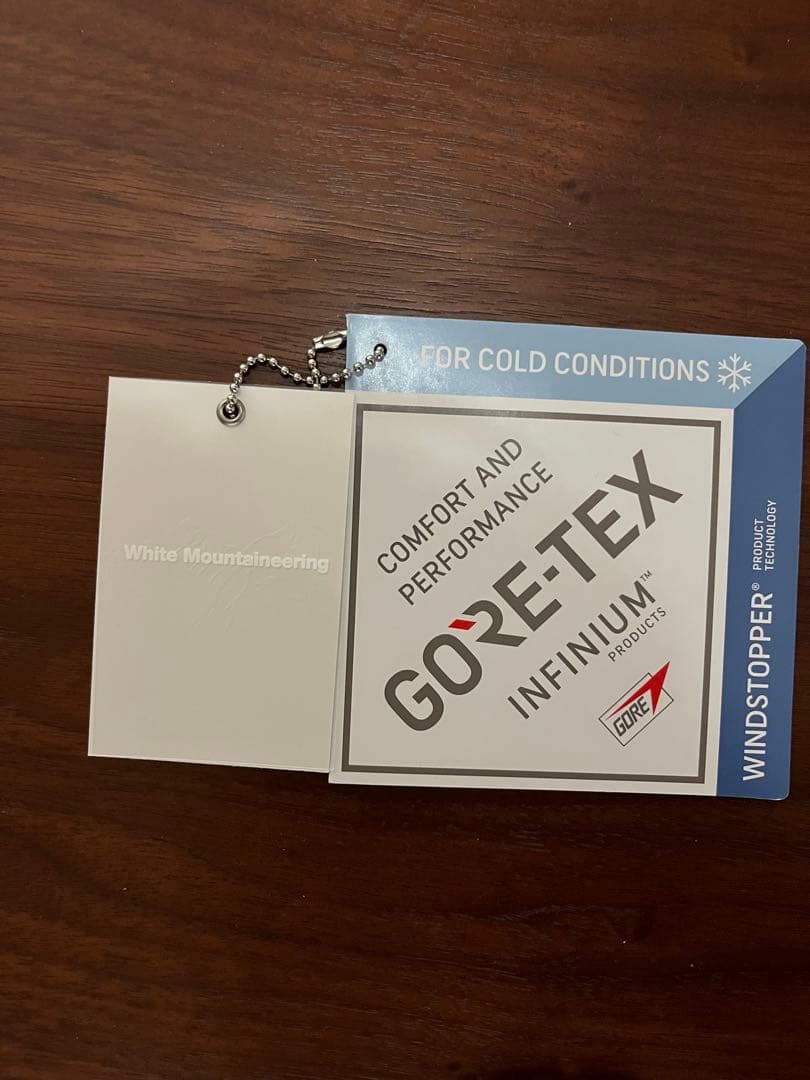 White Mountaineering
FOR COLD CONDITIONS
COMFORT AND
PERFORMANCE
GORE-TEX
INFINIUM™
PRODUCTS
GORE
WINDSTOPPER®
PRODUCT
TECHNOLOGY